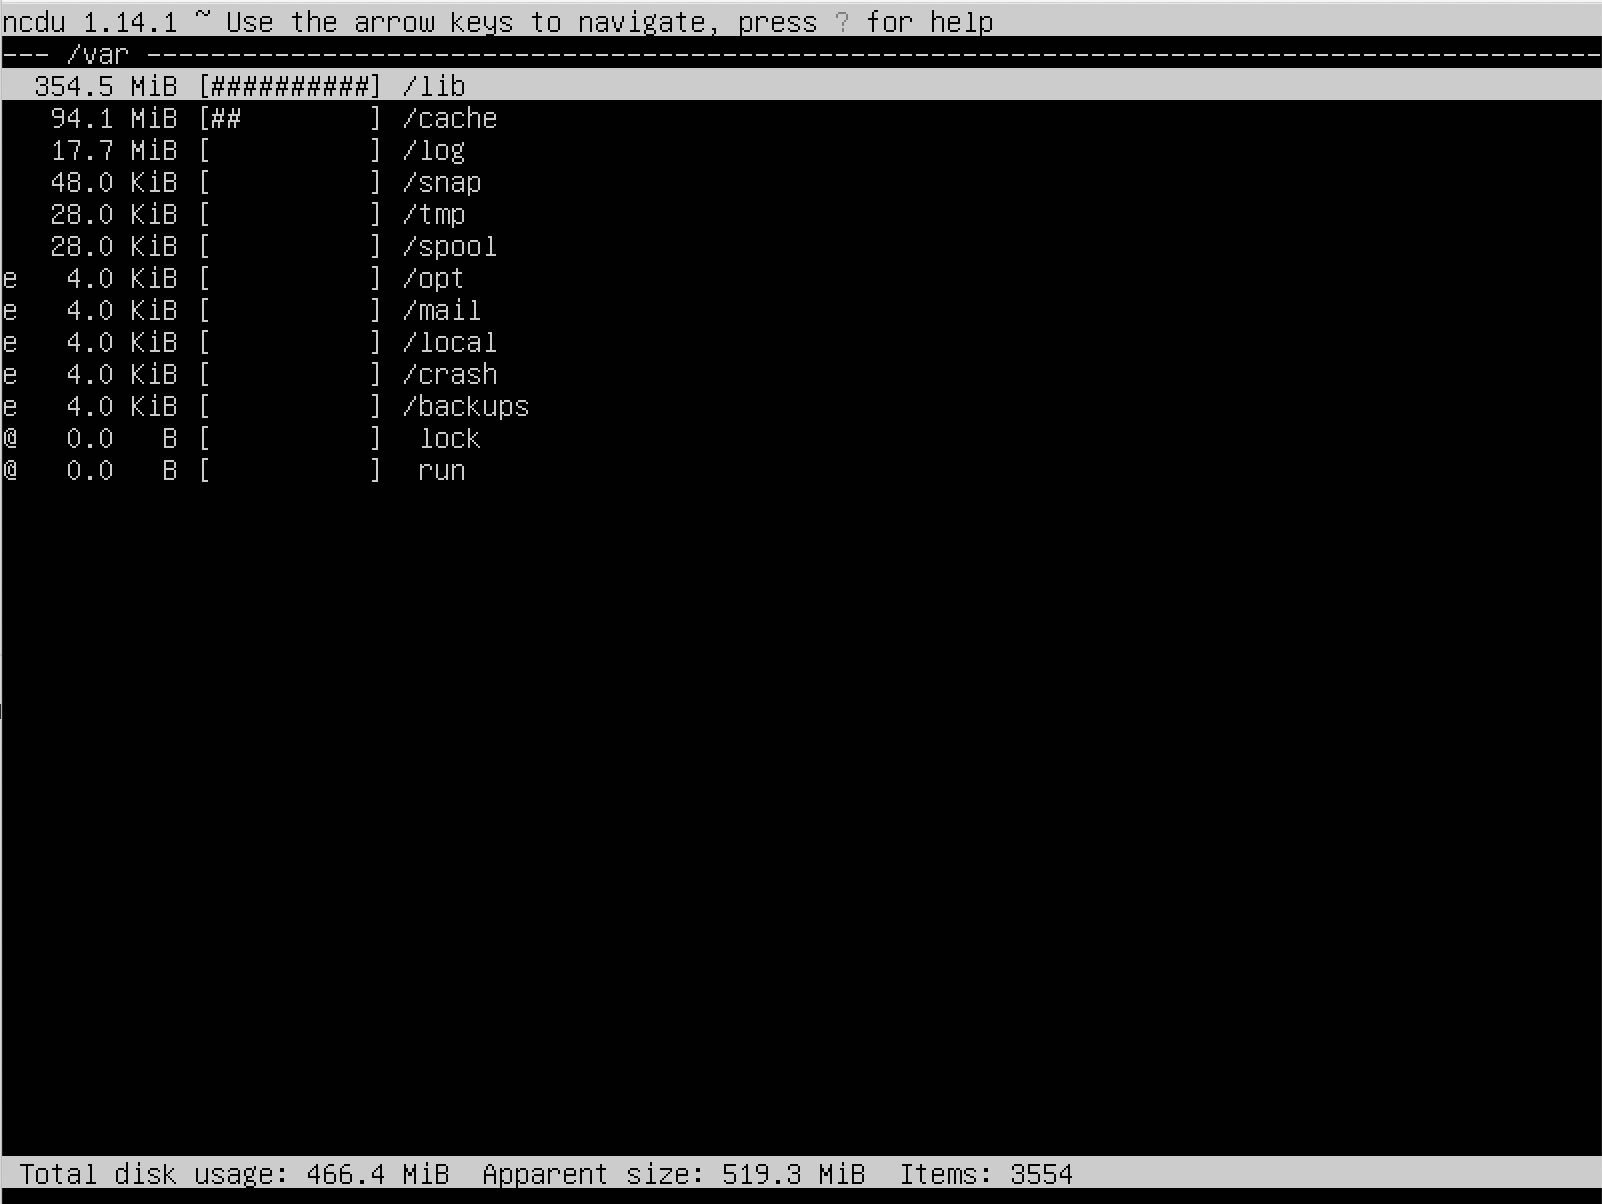 ncdu 1.14.1 ~ Use the arrow keys to navigate, press ? for help
--- /var -------------------------------------------------------------------------------------------
  354.5 MiB [##########] /lib
   94.1 MiB [##        ] /cache
   17.7 MiB [          ] /log
   48.0 KiB [          ] /snap
   28.0 KiB [          ] /tmp
   28.0 KiB [          ] /spool
e   4.0 KiB [          ] /opt
e   4.0 KiB [          ] /mail
e   4.0 KiB [          ] /local
e   4.0 KiB [          ] /crash
e   4.0 KiB [          ] /backups
@   0.0   B [          ]  lock
@   0.0   B [          ]  run
 Total disk usage: 466.4 MiB  Apparent size: 519.3 MiB  Items: 3554